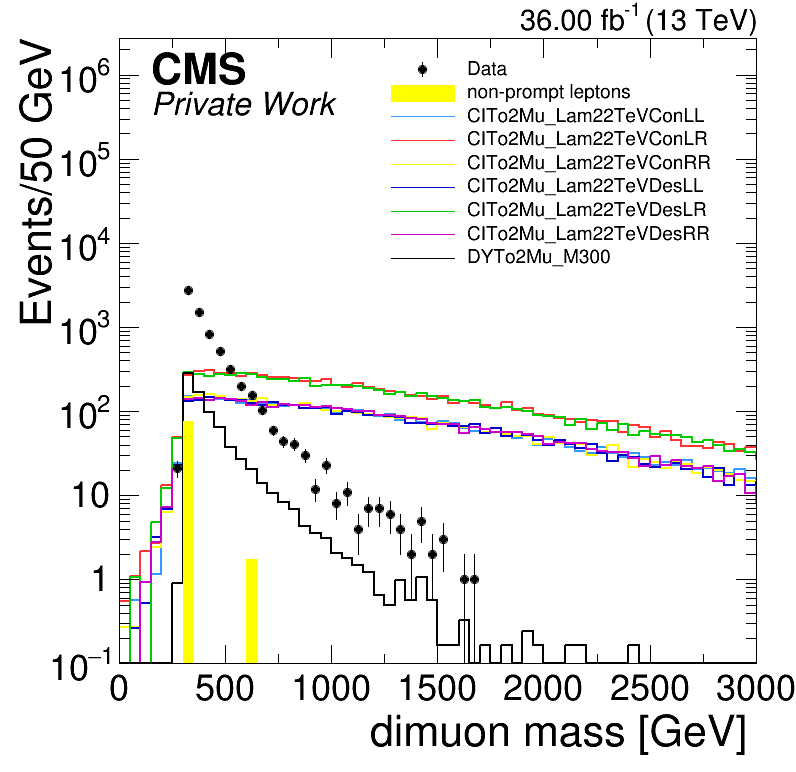 36.00 fb⁻¹ (13 TeV)
CMS
Private Work
Data
non-prompt leptons
CITo2Mu_Lam22TeVConLL
CITo2Mu_Lam22TeVConLR
CITo2Mu_Lam22TeVConRR
CITo2Mu_Lam22TeVDesLL
CITo2Mu_Lam22TeVDesLR
CITo2Mu_Lam22TeVDesRR
DYTo2Mu_M300
Events/50 GeV
10⁶
10⁵
10⁴
10³
10²
10
1
10⁻¹
0 500 1000 1500 2000 2500 3000
dimuon mass [GeV]